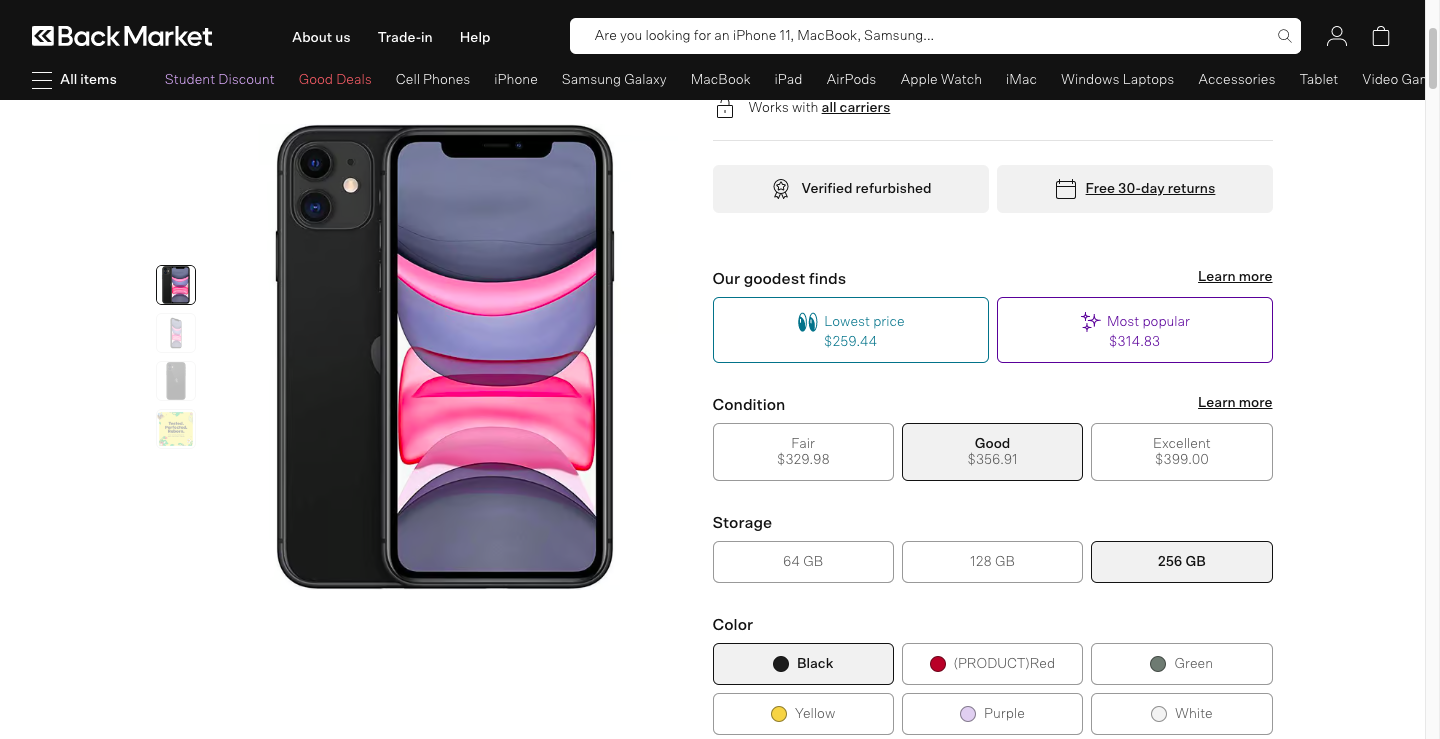 Back Market
About us
Trade-in
Help
Are you looking for an iPhone 11, MacBook, Samsung...
All items
Student Discount
Good Deals
Cell Phones
iPhone
Samsung Galaxy
MacBook
iPad
AirPods
Apple Watch
iMac
Windows Laptops
Accessories
Tablet
Video Gam
Works with all carriers
Verified refurbished
Free 30-day returns
Our goodest finds
Learn more
Lowest price
$259.44
Most popular
$314.83
Condition
Learn more
Fair
$329.98
Good
$356.91
Excellent
$399.00
Storage
64 GB
128 GB
256 GB
Color
Black
(PRODUCT)Red
Green
Yellow
Purple
White